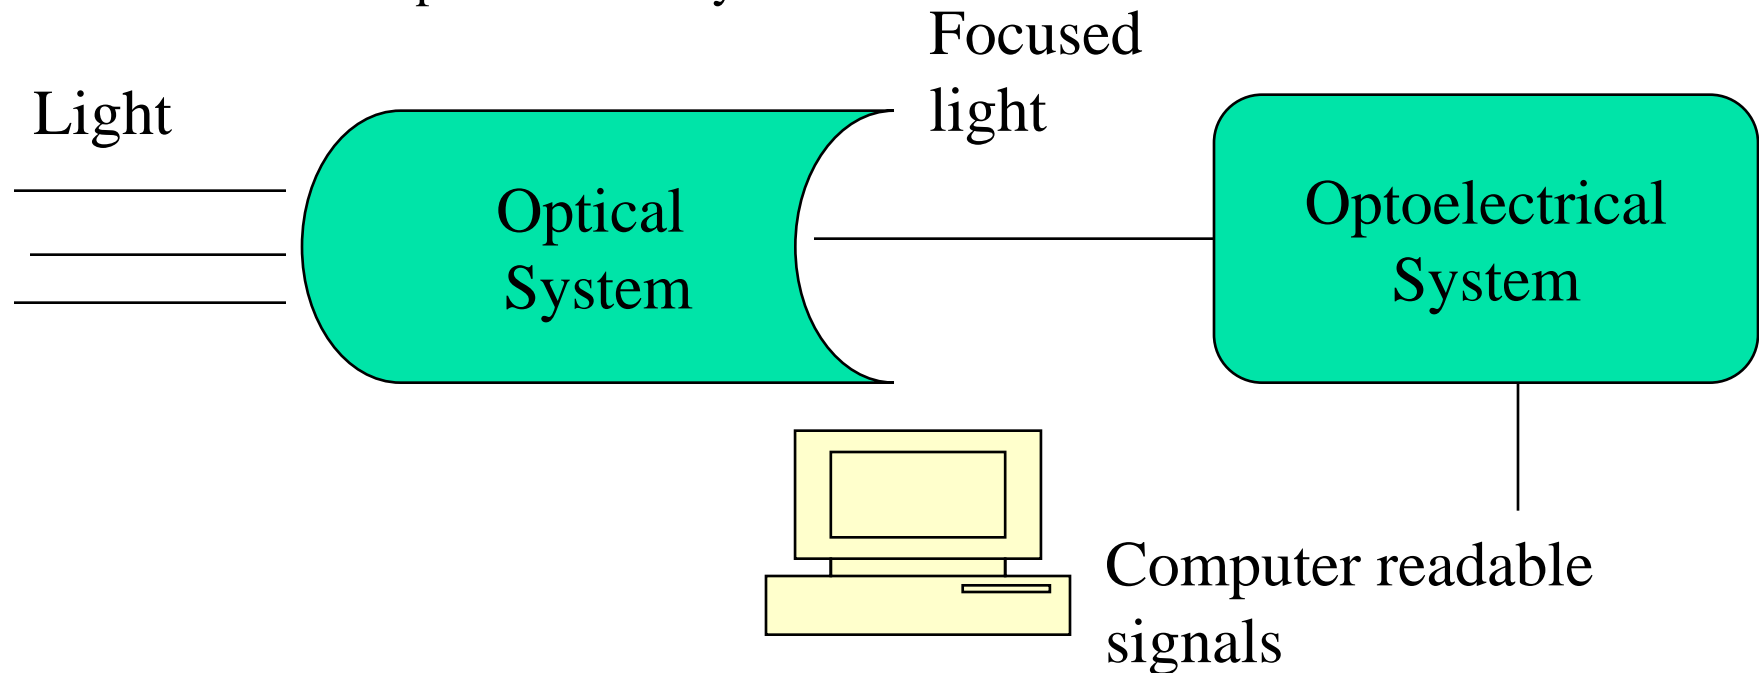 Focused
light
Light
Optical
System
Optoelectrical
System
Computer readable
signals